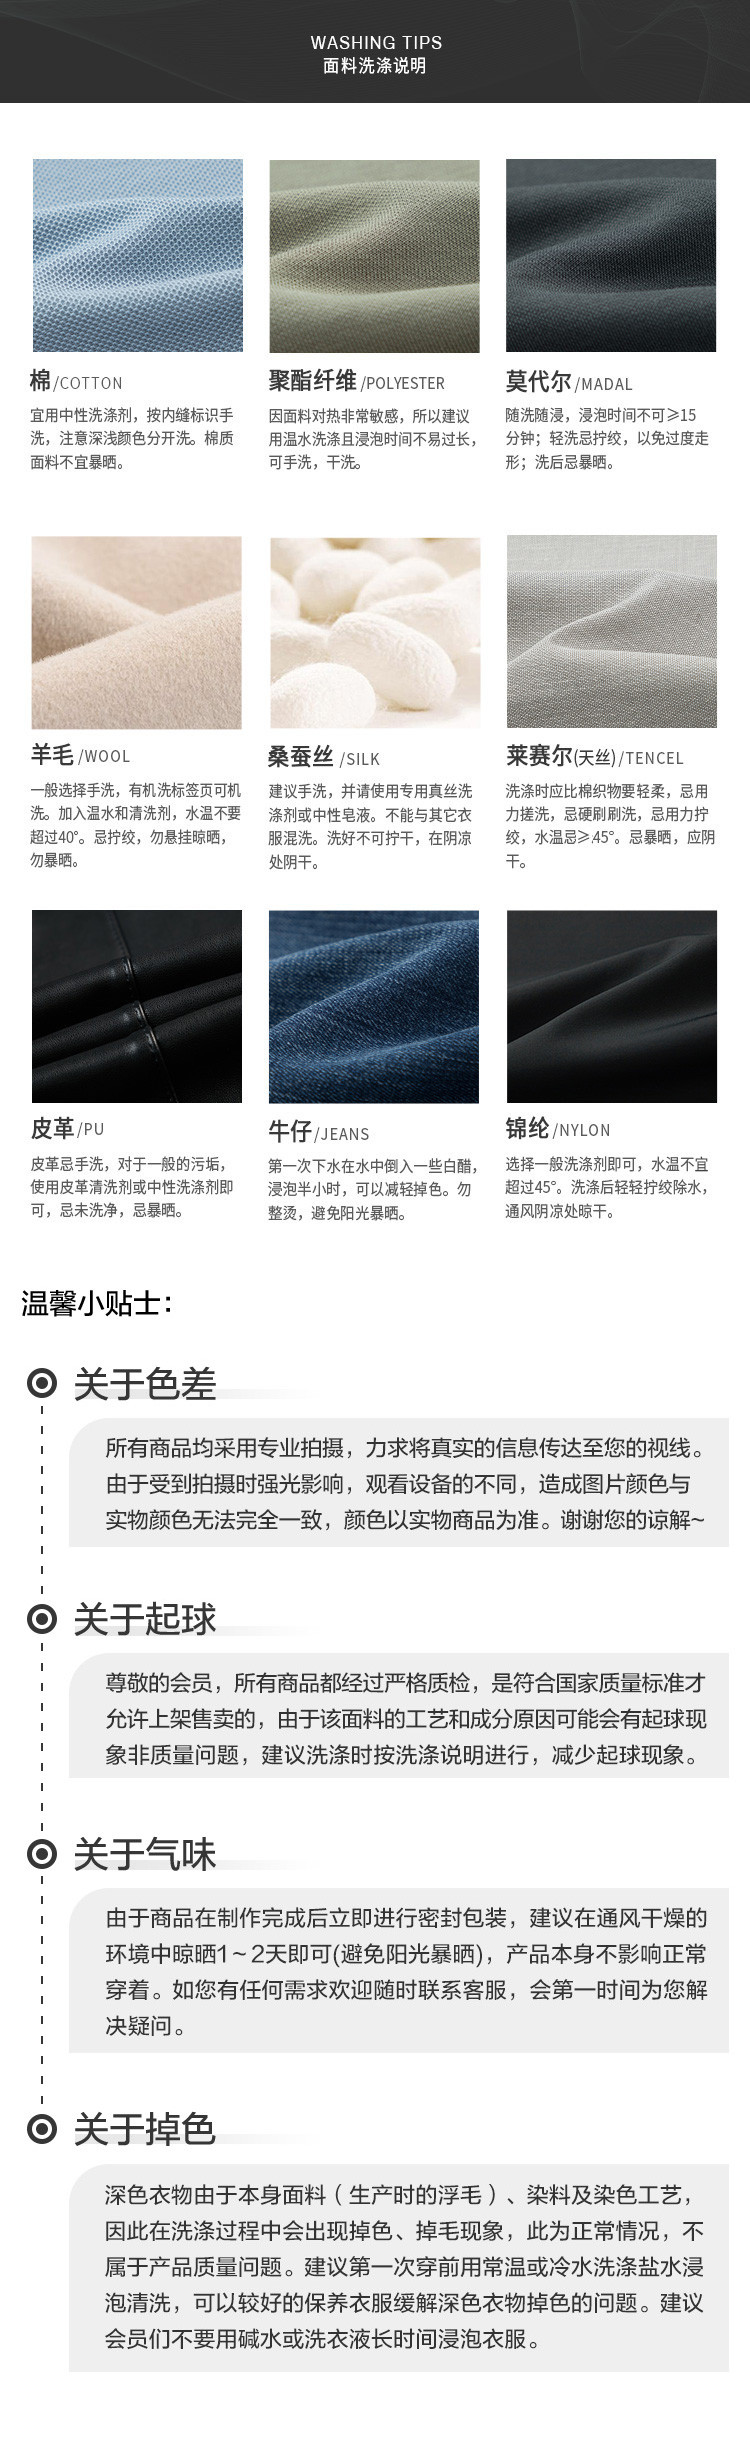 WASHING TIPS
面料洗涤说明
棉/COTTON
宜用中性洗涤剂，按内缝标识手
洗，注意深浅颜色分开洗。棉质
面料不宜暴晒。
聚酯纤维/POLYESTER
因面料对热非常敏感，所以建议
用温水洗涤且浸泡时间不易过长，
可手洗，干洗。
莫代尔/MADAL
随洗随浸，浸泡时间不可≥15
分钟；轻洗忌拧绞，以免过度走
形；洗后忌暴晒。
羊毛/WOOL
一般选择手洗，有机洗标签页可机
洗。加入温水和清洗剂，水温不要
超过40°。忌拧绞，勿悬挂晾晒，
勿暴晒。
桑蚕丝/SILK
建议手洗，并请使用专用真丝洗
涤剂或中性皂液。不能与其它衣
服混洗。洗好不可拧干，在阴凉
处阴干。
莱赛尔(天丝)/TENCEL
洗涤时应比棉织物要轻柔，忌用
力搓洗，忌硬刷刷洗，忌用力拧
绞，水温忌≥45°。忌暴晒，应阴
干。
皮革/PU
皮革忌手洗，对于一般的污垢，
使用皮革清洗剂或中性洗涤剂即
可，忌未洗净，忌暴晒。
牛仔/JEANS
第一次下水在水中倒入一些白醋，
浸泡半小时，可以减轻掉色。勿
整烫，避免阳光暴晒。
锦纶/NYLON
选择一般洗涤剂即可，水温不宜
超过45°。洗涤后轻轻拧绞除水，
通风阴凉处晾干。
温馨小贴士：
关于色差
所有商品均采用专业拍摄，力求将真实的信息传达至您的视线。
由于受到拍摄时强光影响，观看设备的不同，造成图片颜色与
实物颜色无法完全一致，颜色以实物商品为准。谢谢您的谅解~
关于起球
尊敬的会员，所有商品都经过严格质检，是符合国家质量标准才
允许上架售卖的，由于该面料的工艺和成分原因可能会有起球现
象非质量问题，建议洗涤时按洗涤说明进行，减少起球现象。
关于气味
由于商品在制作完成后立即进行密封包装，建议在通风干燥的
环境中晾晒1~2天即可(避免阳光暴晒)，产品本身不影响正常
穿着。如您有任何需求欢迎随时联系客服，会第一时间为您解
决疑问。
关于掉色
深色衣物由于本身面料（生产时的浮毛）、染料及染色工艺，
因此在洗涤过程中会出现掉色、掉毛现象，此为正常情况，不
属于产品质量问题。建议第一次穿前用常温或冷水洗涤盐水浸
泡清洗，可以较好的保养衣服缓解深色衣物掉色的问题。建议
会员们不要用碱水或洗衣液长时间浸泡衣服。